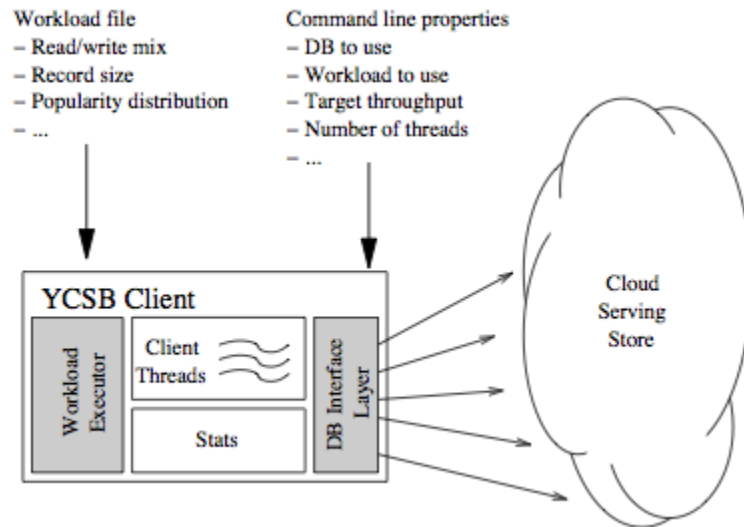 Workload file
– Read/write mix
– Record size
– Popularity distribution
– ...
Command line properties
– DB to use
– Workload to use
– Target throughput
– Number of threads
– ...
YCSB Client
Workload
Executor
Client
Threads
Stats
DB Interface
Layer
Cloud
Serving
Store